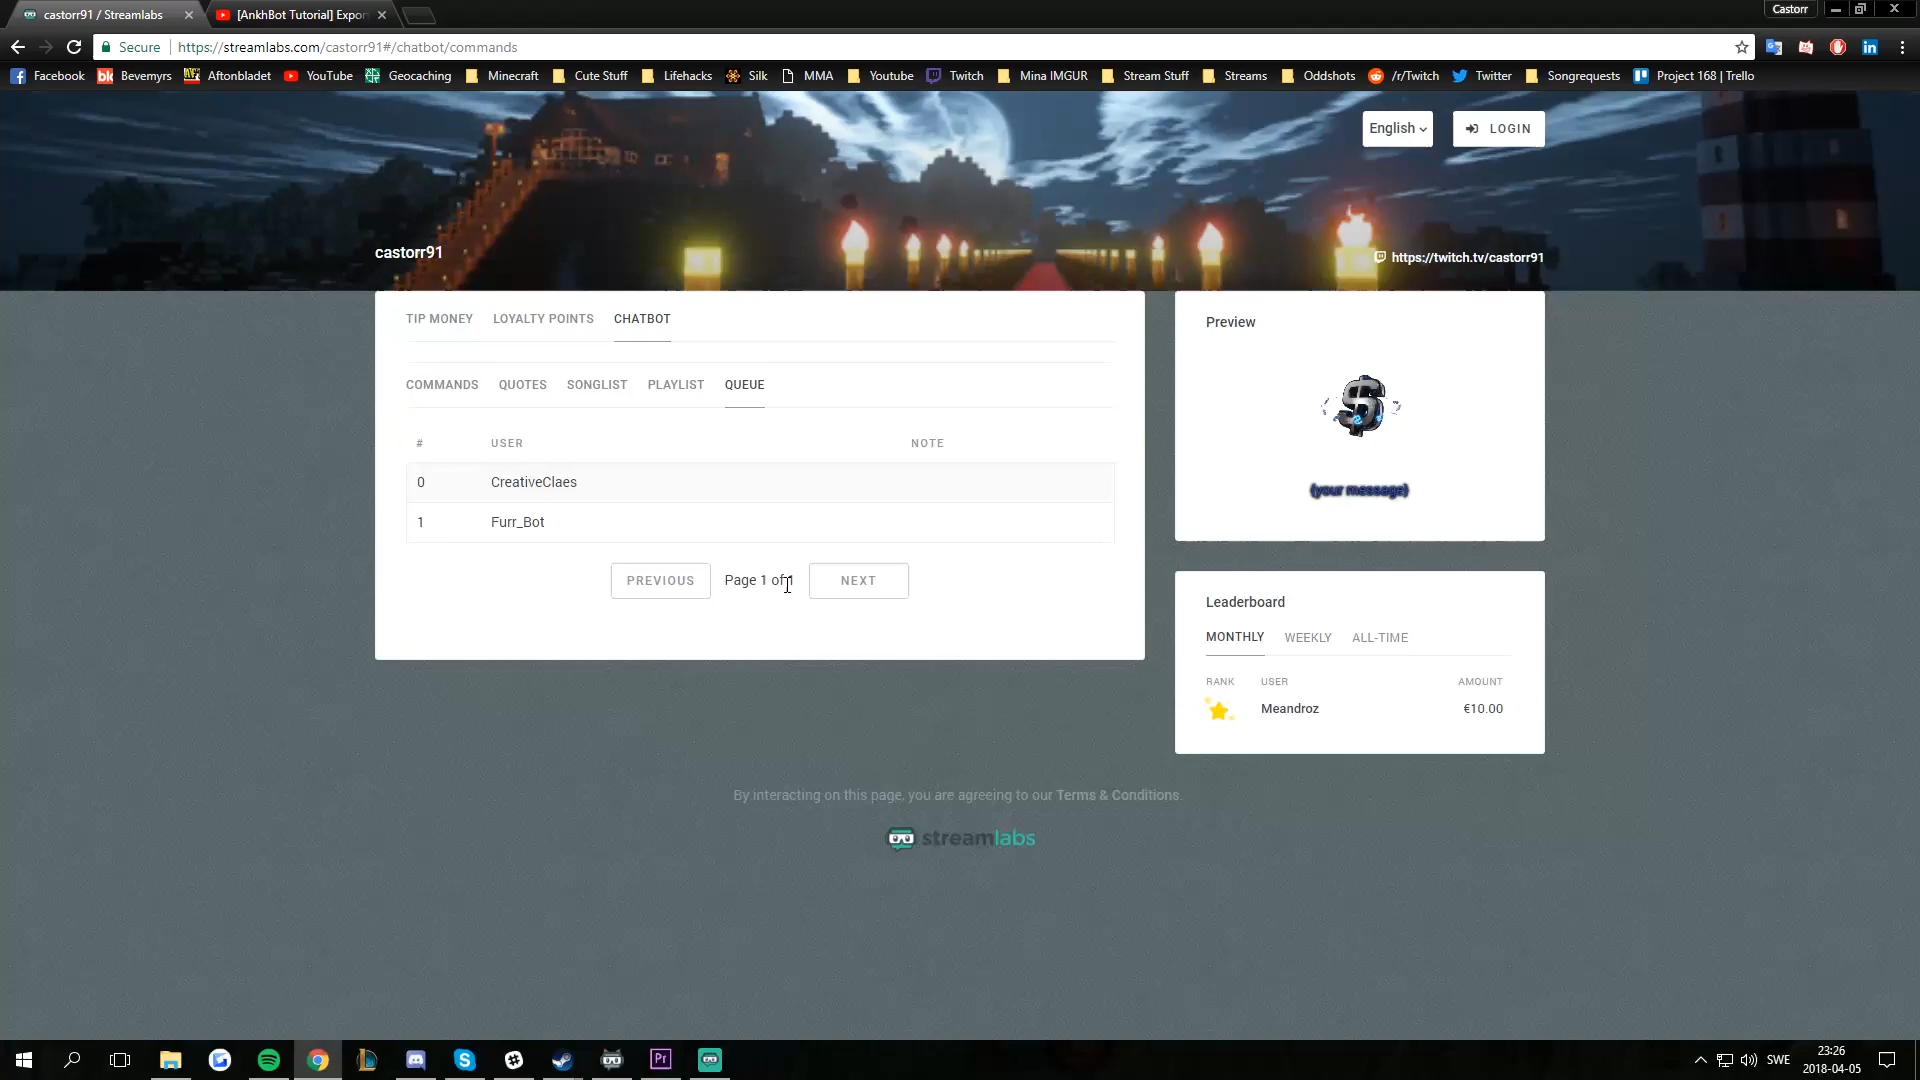 castorr91 / Streamlabs
[AnkhBot Tutorial] Expor
Castorr
Secure
https://streamlabs.com/castorr91#/chatbot/commands
Facebook
Bevemyrs
Aftonbladet
YouTube
Geocaching
Minecraft
Cute Stuff
Lifehacks
Silk
MMA
Youtube
Twitch
Mina IMGUR
Stream Stuff
Streams
Oddshots
/r/Twitch
Twitter
Songrequests
Project 168 | Trello
English
LOGIN
castorr91
https://twitch.tv/castorr91
TIP MONEY
LOYALTY POINTS
CHATBOT
COMMANDS
QUOTES
SONGLIST
PLAYLIST
QUEUE
# USER NOTE
0 CreativeClaes
1 Furr_Bot
PREVIOUS
Page 1 of 1
NEXT
Preview
{your message}
Leaderboard
MONTHLY
WEEKLY
ALL-TIME
RANK USER AMOUNT
Meandroz €10.00
By interacting on this page, you are agreeing to our Terms & Conditions.
streamlabs
Pr
SWE
23:26
2018-04-05